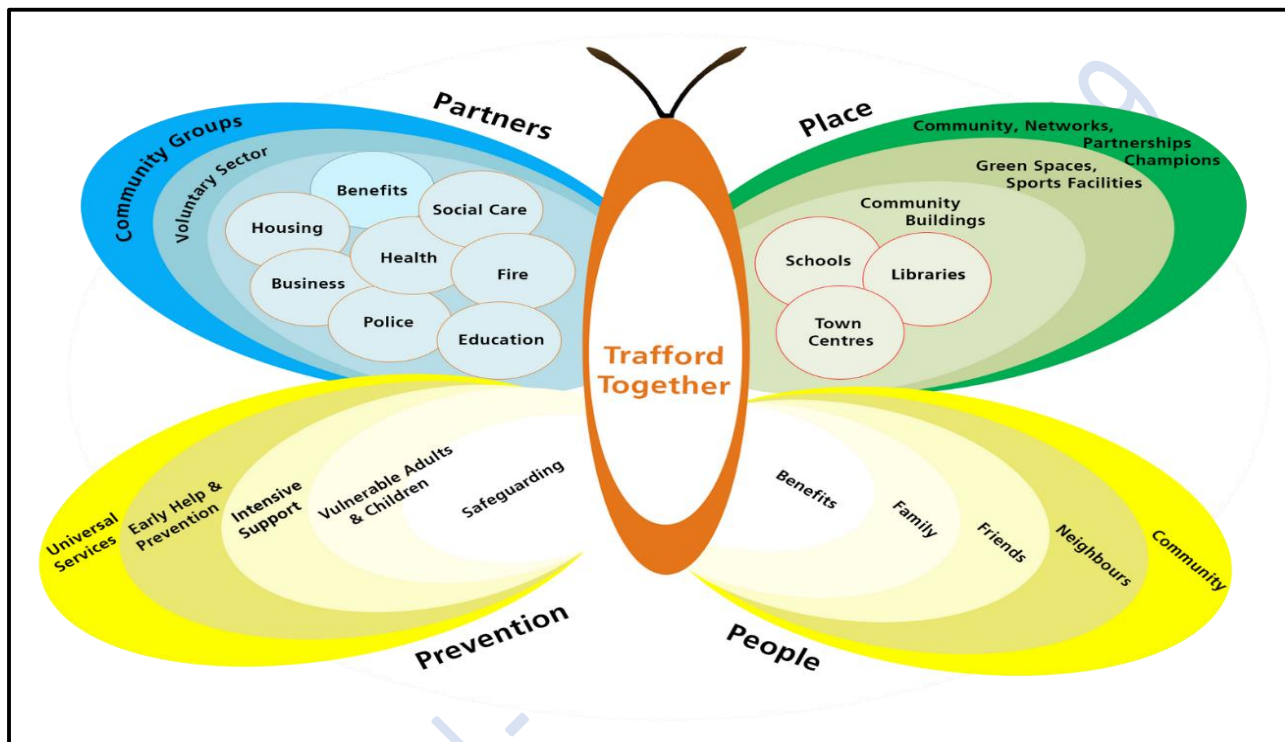 Partners
Community Groups
Voluntary Sector
Benefits
Social Care
Housing
Health
Fire
Business
Police
Education
Place
Community, Networks,
Partnerships
Champions
Green Spaces,
Sports Facilities
Community
Buildings
Schools
Libraries
Town
Centres
Trafford
Together
Universal
Services
Early Help &
Prevention
Intensive
Support
Vulnerable Adults
& Children
Safeguarding
Prevention
Benefits
Family
Friends
Neighbours
Community
People